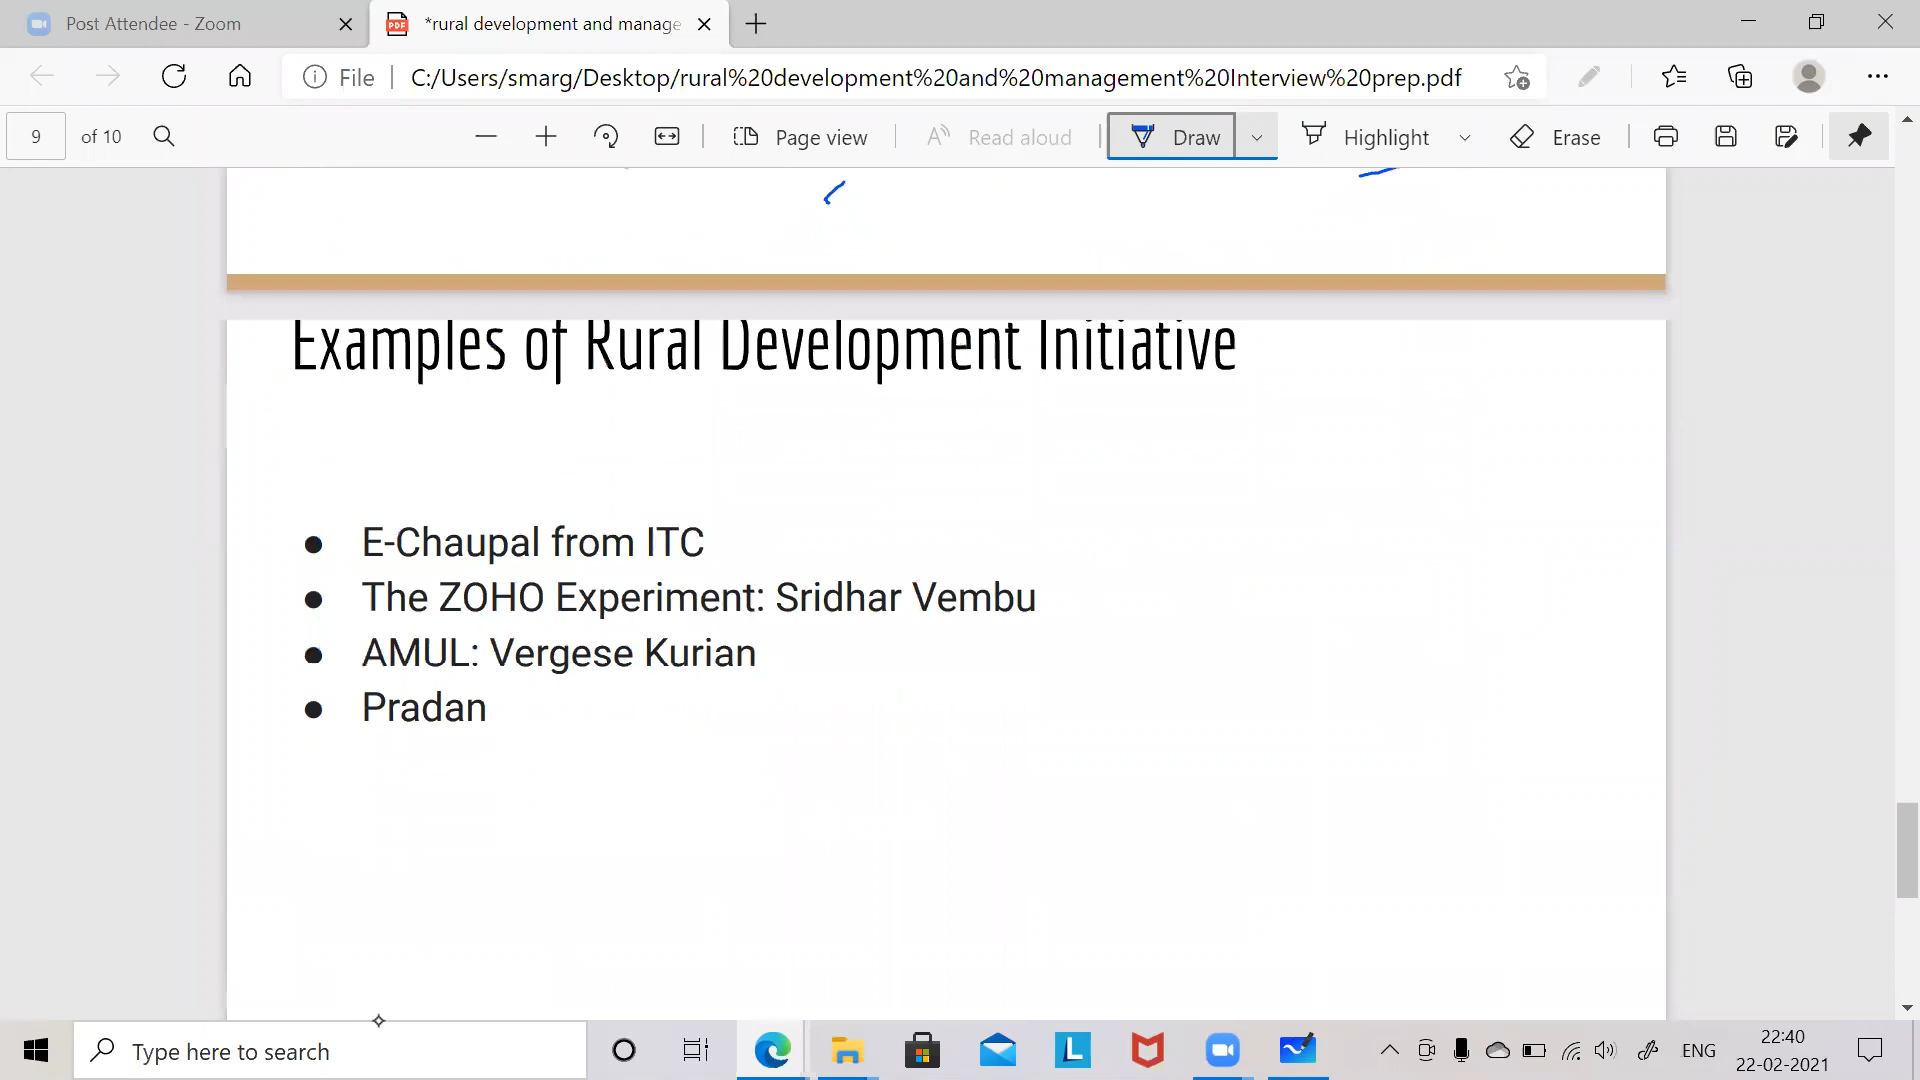 Post Attendee - Zoom
*rural development and manage
File
C:/Users/smarg/Desktop/rural%20development%20and%20management%20Interview%20prep.pdf
9 of 10
Page view
Read aloud
Draw
Highlight
Erase
Examples of Rural Development Initiative
● E-Chaupal from ITC
● The ZOHO Experiment: Sridhar Vembu
● AMUL: Vergese Kurian
● Pradan
Type here to search
ENG
22:40
22-02-2021